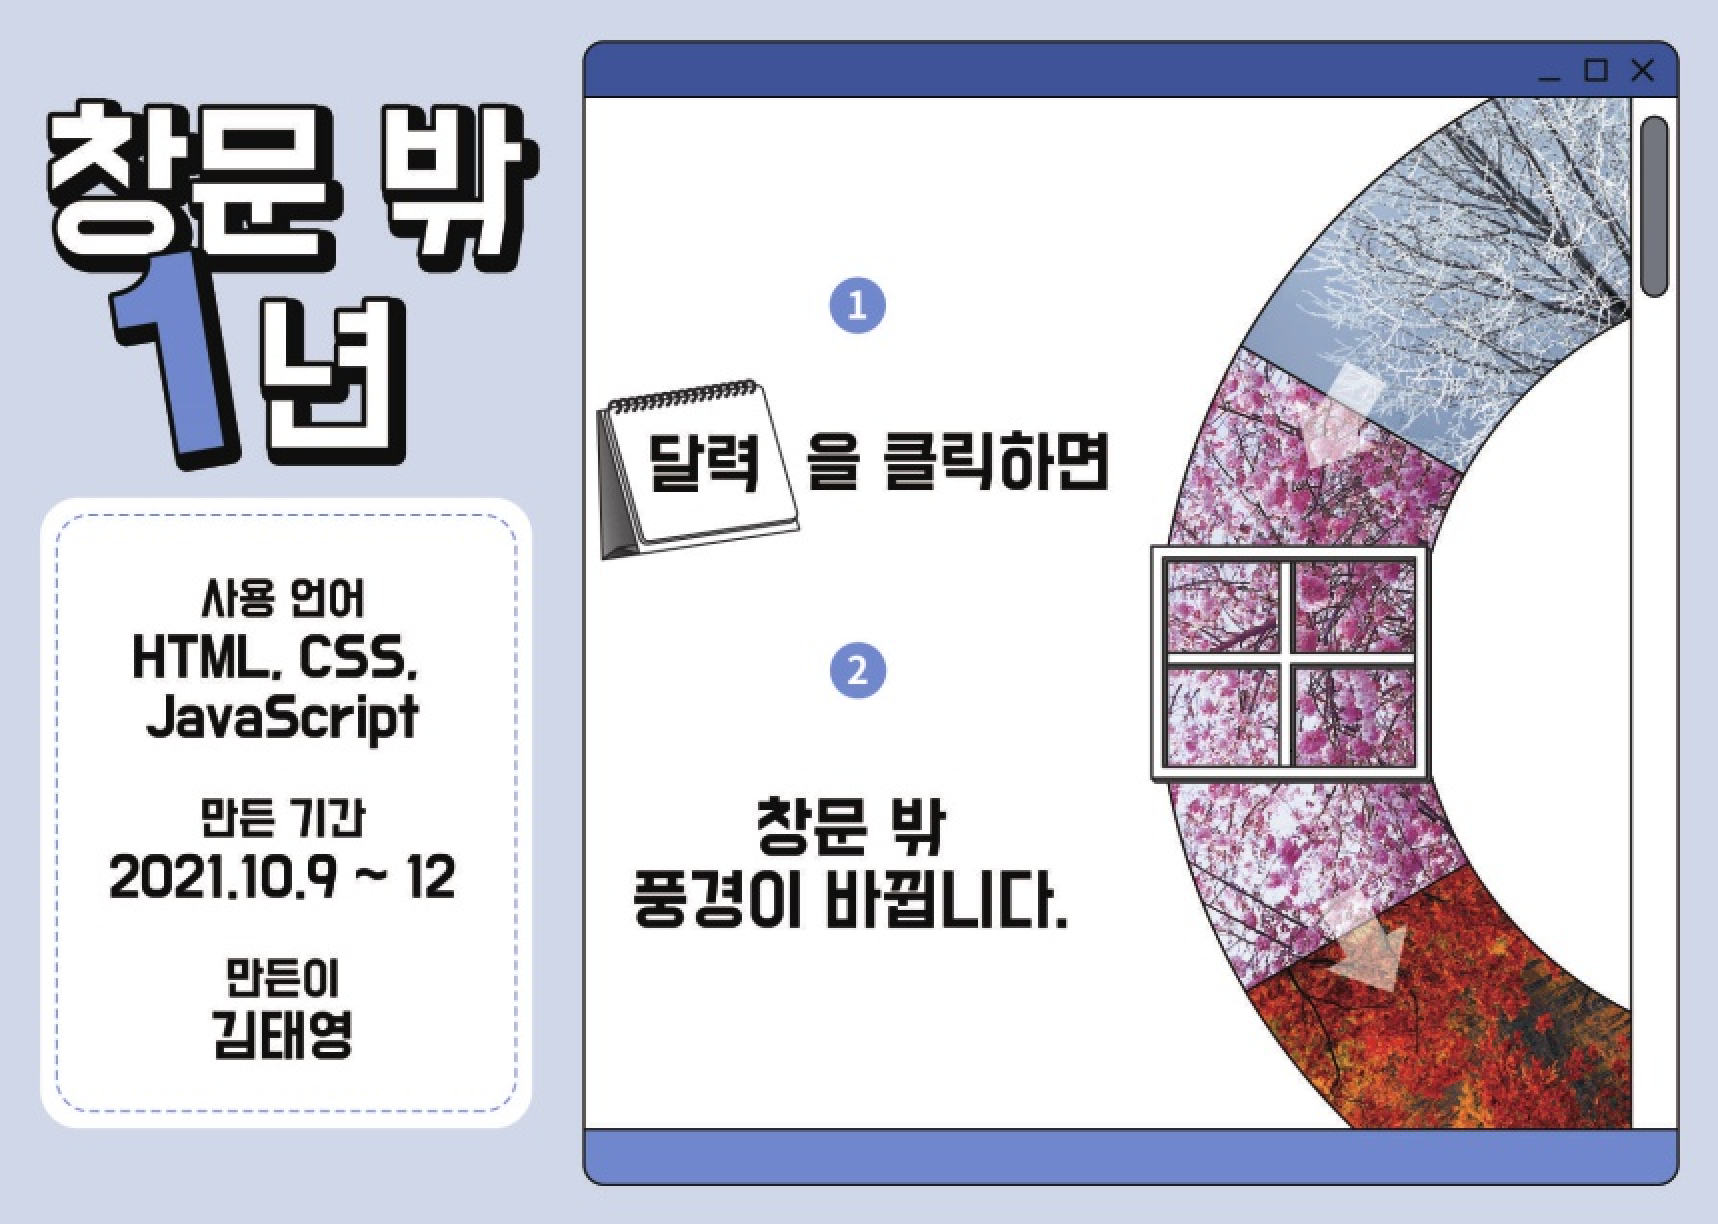 창문 밖
1년
사용 언어
HTML, CSS,
JavaScript
만든 기간
2021.10.9 ~ 12
만든이
김태영
1
달력 을 클릭하면
2
창문 밖
풍경이 바뀝니다.